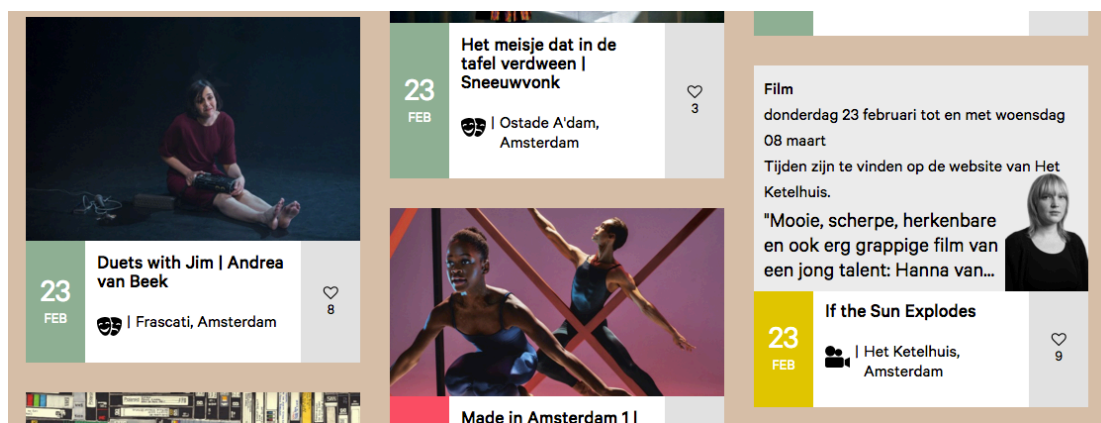 23
FEB
Duets with Jim | Andrea
van Beek
| Frascati, Amsterdam
8
23
FEB
Het meisje dat in de
tafel verdween |
Sneeuwvonk
| Ostade A'dam,
Amsterdam
3
Made in Amsterdam 1 |
Film
donderdag 23 februari tot en met woensdag
08 maart
Tijden zijn te vinden op de website van Het
Ketelhuis.
"Mooie, scherpe, herkenbare
en ook erg grappige film van
een jong talent: Hanna van...
23
FEB
If the Sun Explodes
| Het Ketelhuis,
Amsterdam
9